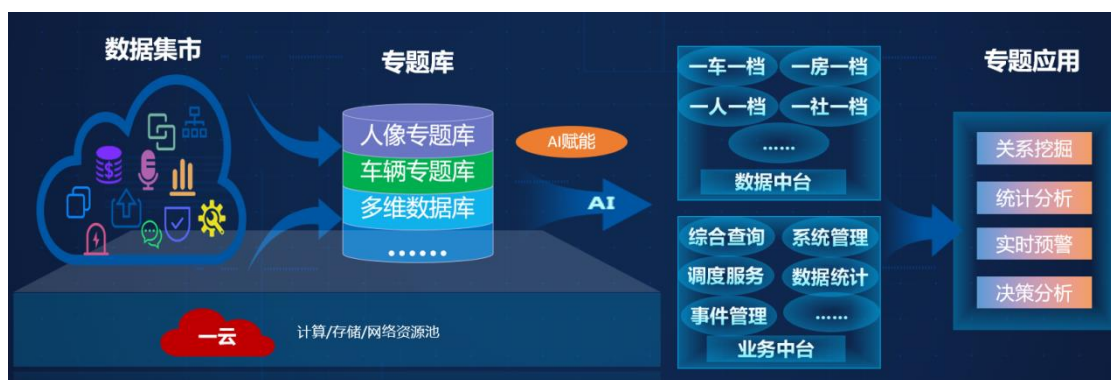 数据集市
专题库
人像专题库
车辆专题库
多维数据库
......
AI赋能
AI
一车一档 一房一档
一人一档 一社一档
......
数据中台
综合查询 系统管理
调度服务 数据统计
事件管理 ......
业务中台
专题应用
关系挖掘
统计分析
实时预警
决策分析
一云
计算/存储/网络资源池